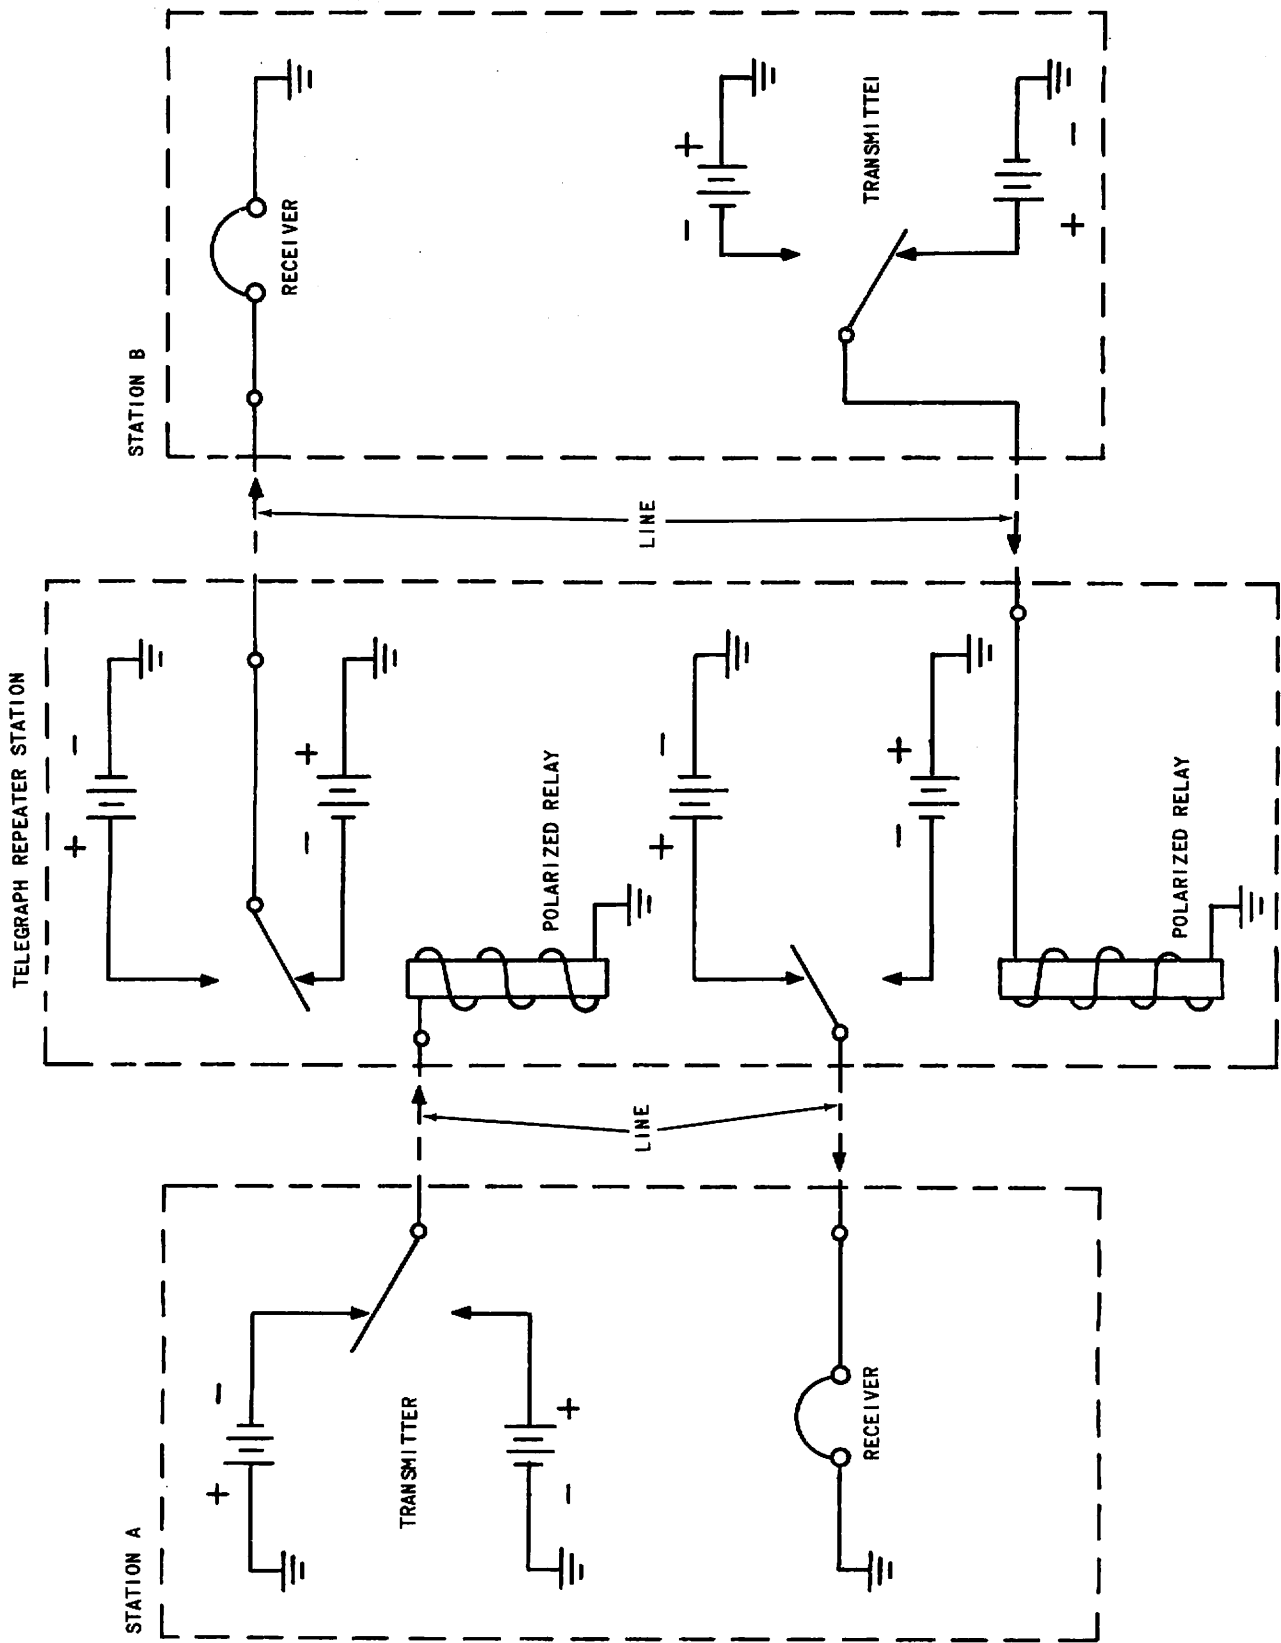 TELEGRAPH REPEATER STATION
STATION A
STATION B
+
-
TRANSMITTER
-
+
RECEIVER
LINE
+
-
-
+
POLARIZED RELAY
+
-
-
+
POLARIZED RELAY
LINE
RECEIVER
-
+
TRANSMITTEI
+
-